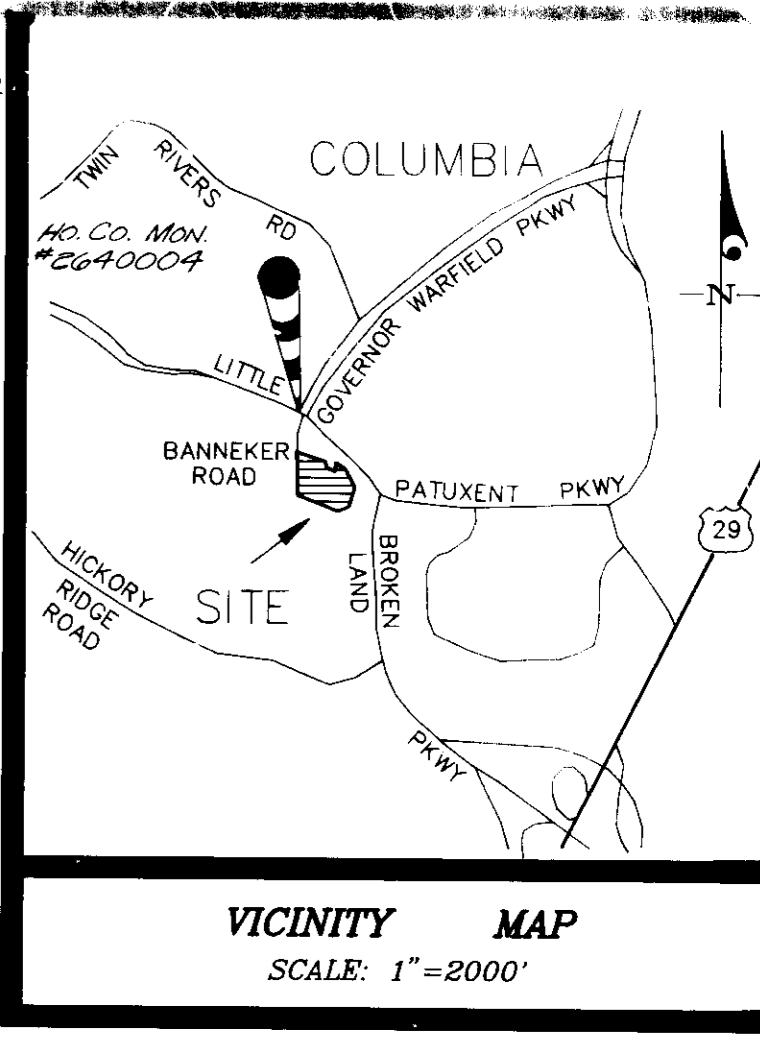 COLUMBIA
TWIN RIVERS RD
HO. CO. MON.
#2640004
GOVERNOR WARFIELD PKWY
N
LITTLE PATUXENT PKWY
BANNEKER
ROAD
29
BROKEN
LAND
PKWY
HICKORY
RIDGE
ROAD
SITE
VICINITY MAP
SCALE: 1"=2000'